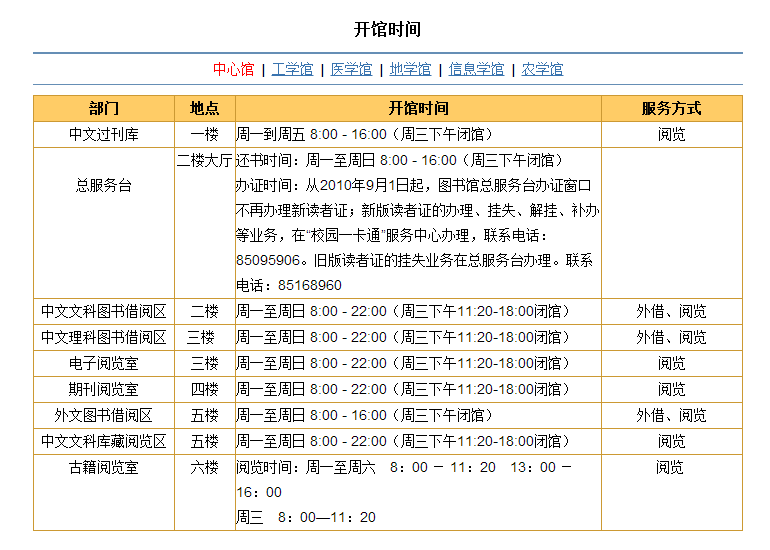 开馆时间
中心馆 | 工学馆 | 医学馆 | 地学馆 | 信息学馆 | 农学馆
部门 地点 开馆时间 服务方式
中文过刊库 一楼 周一到周五 8:00 - 16:00（周三下午闭馆） 阅览
总服务台 二楼大厅 还书时间：周一至周日 8:00 - 16:00（周三下午闭馆）
办证时间：从2010年9月1日起，图书馆总服务台办证窗口
不再办理新读者证；新版读者证的办理、挂失、解挂、补办
等业务，在“校园一卡通”服务中心办理，联系电话：
85095906。旧版读者证的挂失业务在总服务台办理。联系
电话：85168960
中文文科图书借阅区 二楼 周一至周日 8:00 - 22:00（周三下午11:20-18:00闭馆） 外借、阅览
中文理科图书借阅区 三楼 周一至周日 8:00 - 22:00（周三下午11:20-18:00闭馆） 外借、阅览
电子阅览室 三楼 周一至周日 8:00 - 22:00（周三下午11:20-18:00闭馆） 阅览
期刊阅览室 四楼 周一至周日 8:00 - 22:00（周三下午11:20-18:00闭馆） 阅览
外文图书借阅区 五楼 周一至周日 8:00 - 16:00（周三下午闭馆） 外借、阅览
中文文科库藏阅览区 五楼 周一至周日 8:00 - 22:00（周三下午11:20-18:00闭馆） 阅览
古籍阅览室 六楼 阅览时间：周一至周六 8：00 － 11：20 13：00 － 阅览
16：00
周三 8：00—11：20